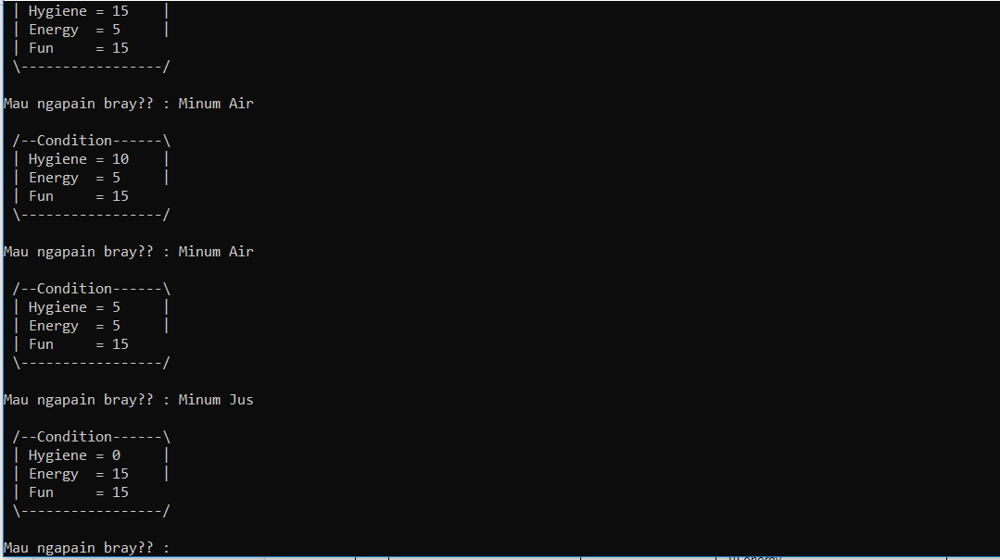 | Hygiene = 15    |
| Energy  = 5     |
| Fun     = 15
\-----------------/
Mau ngapain bray?? : Minum Air
/--Condition------\
| Hygiene = 10    |
| Energy  = 5     |
| Fun     = 15
\-----------------/
Mau ngapain bray?? : Minum Air
/--Condition------\
| Hygiene = 5     |
| Energy  = 5     |
| Fun     = 15
\-----------------/
Mau ngapain bray?? : Minum Jus
/--Condition------\
| Hygiene = 0     |
| Energy  = 15    |
| Fun     = 15
\-----------------/
Mau ngapain bray?? :